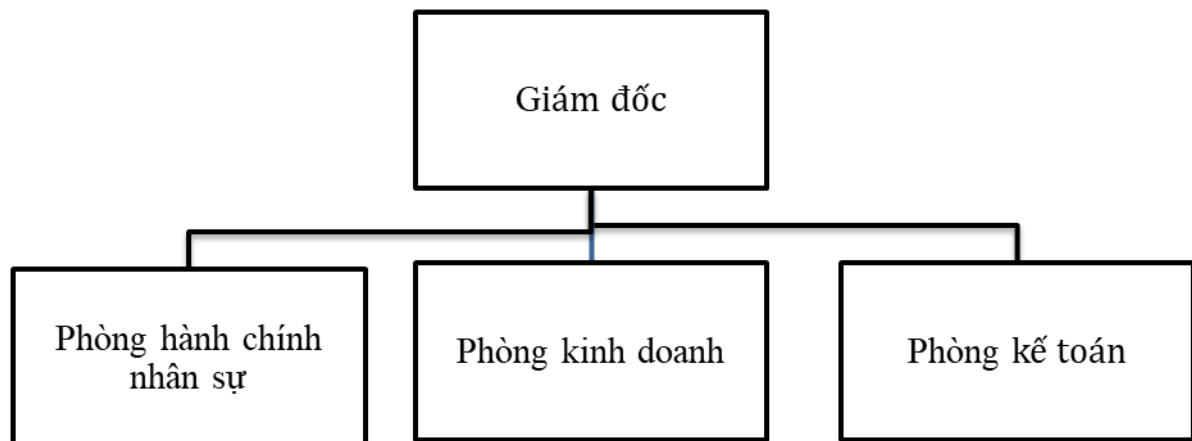 Giám đốc
Phòng hành chính
nhân sự
Phòng kinh doanh
Phòng kế toán